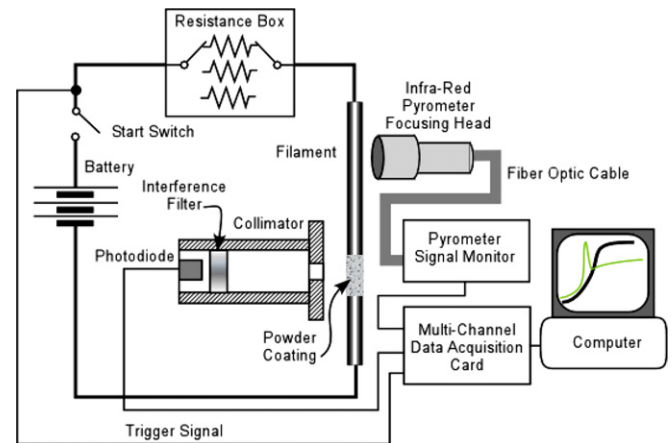 Resistance Box
Start Switch
Battery
Filament
Infra-Red
Pyrometer
Focusing Head
Fiber Optic Cable
Interference
Filter
Collimator
Photodiode
Powder
Coating
Pyrometer
Signal Monitor
Multi-Channel
Data Acquisition
Card
Computer
Trigger Signal